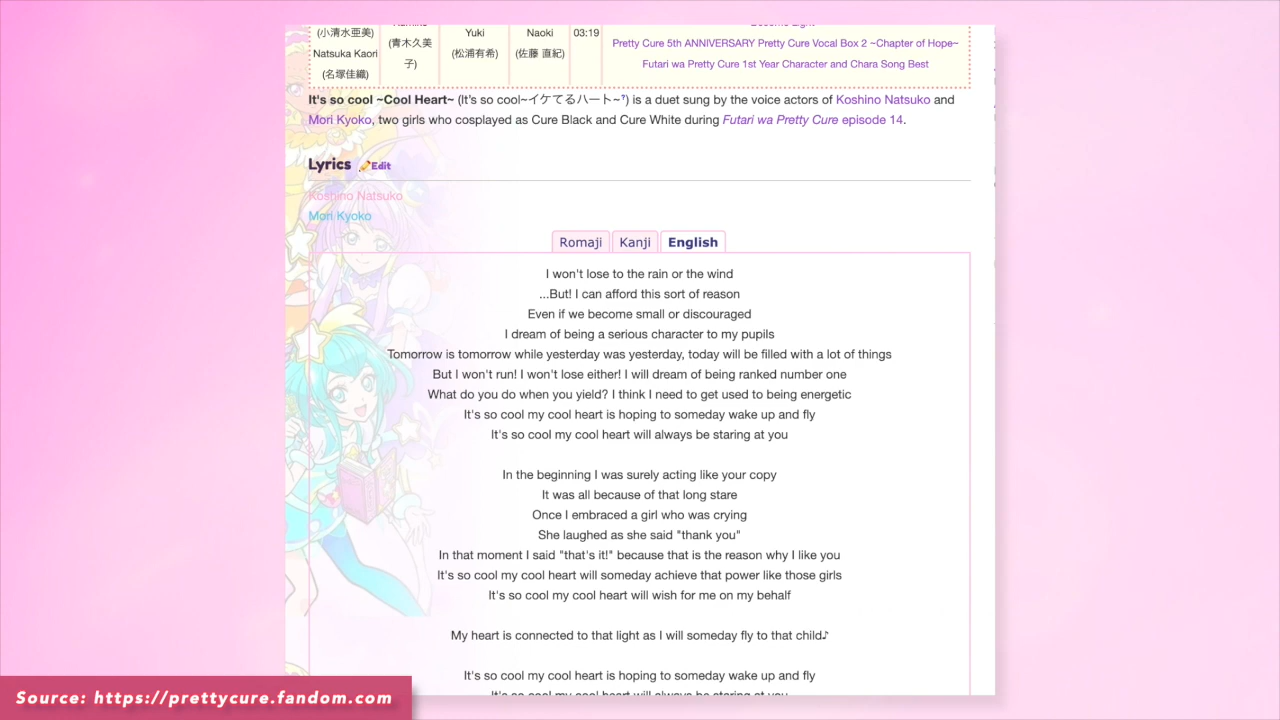 (小清水亜美)
Natsuka Kaori
(名塚佳織)
(青木久美
子)
Yuki
(松浦有希)
Naoki
(佐藤 直紀)
03:19
Pretty Cure 5th ANNIVERSARY Pretty Cure Vocal Box 2 ~Chapter of Hope~
Futari wa Pretty Cure 1st Year Character and Chara Song Best
It's so cool ~Cool Heart~ (It's so cool~イケてるハート~?) is a duet sung by the voice actors of Koshino Natsuko and
Mori Kyoko, two girls who cosplayed as Cure Black and Cure White during Futari wa Pretty Cure episode 14.
Lyrics Edit
Koshino Natsuko
Mori Kyoko
Romaji Kanji English
I won't lose to the rain or the wind
...But! I can afford this sort of reason
Even if we become small or discouraged
I dream of being a serious character to my pupils
Tomorrow is tomorrow while yesterday was yesterday, today will be filled with a lot of things
But I won't run! I won't lose either! I will dream of being ranked number one
What do you do when you yield? I think I need to get used to being energetic
It's so cool my cool heart is hoping to someday wake up and fly
It's so cool my cool heart will always be staring at you
In the beginning I was surely acting like your copy
It was all because of that long stare
Once I embraced a girl who was crying
She laughed as she said "thank you"
In that moment I said "that's it!" because that is the reason why I like you
It's so cool my cool heart will someday achieve that power like those girls
It's so cool my cool heart will wish for me on my behalf
My heart is connected to that light as I will someday fly to that child♪
It's so cool my cool heart is hoping to someday wake up and fly
It's so cool my cool heart will always be staring at you
Source: https://prettycure.fandom.com